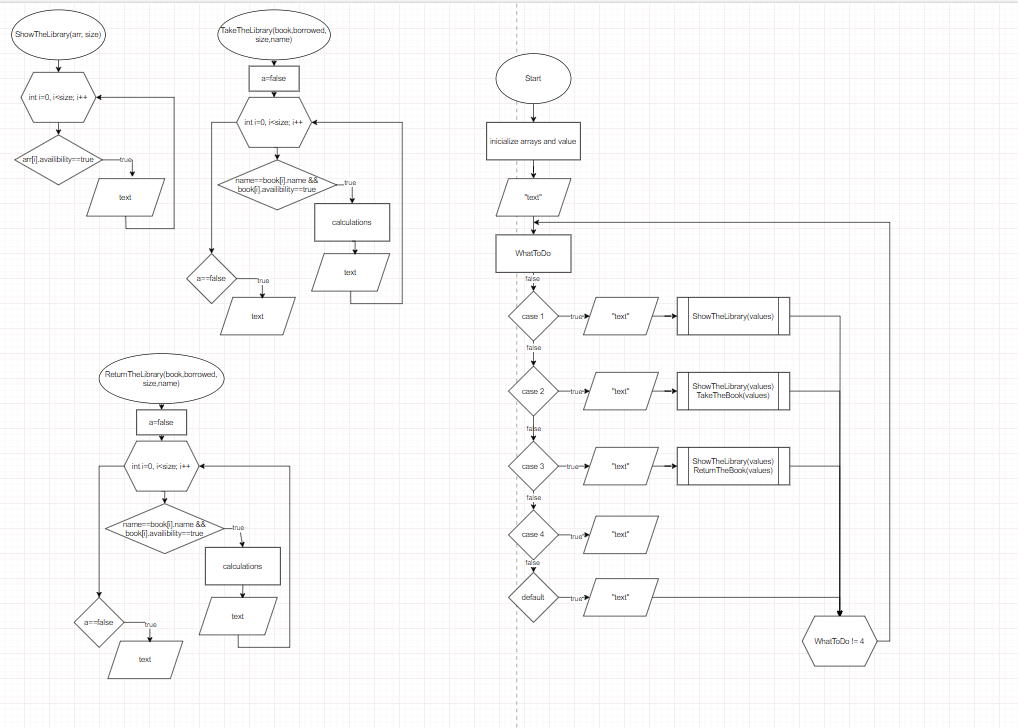 ShowTheLibrary(arr, size)
int i=0, i<size; i++
arr[i].availibility==true
true
text
TakeTheLibrary(book,borrowed,
size,name)
a=false
int i=0, i<size; i++
name==book[i].name &&
book[i].availibility==true
true
calculations
text
a==false
true
text
ReturnTheLibrary(book,borrowed,
size,name)
a=false
int i=0, i<size; i++
name==book[i].name &&
book[i].availibility==true
true
calculations
text
a==false
true
text
Start
inicialize arrays and value
"text"
WhatToDo
false
case 1
true
"text"
ShowTheLibrary(values)
false
case 2
true
"text"
ShowTheLibrary(values)
TakeTheBook(values)
false
case 3
true
"text"
ShowTheLibrary(values)
ReturnTheBook(values)
false
case 4
true
"text"
false
default
true
"text"
WhatToDo != 4